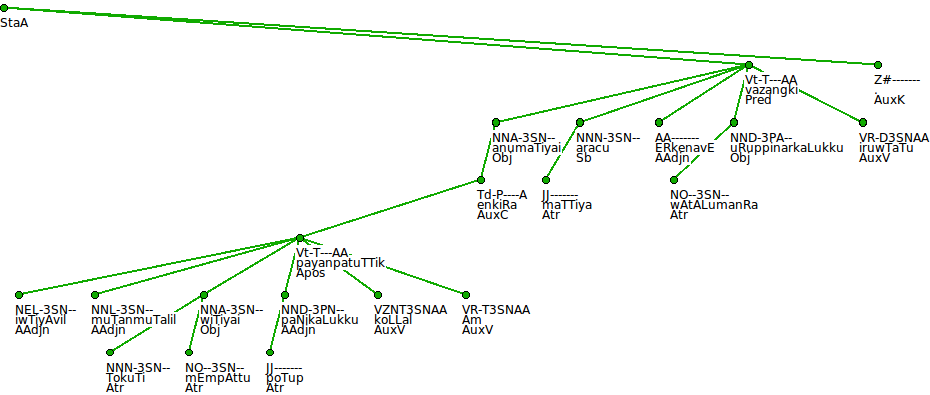 StaA
Vt-T---AA
vazangki
Pred
Z#-------
.
AuxK
NNA-3SN--
anumaTiyai
Obj
NNN-3SN--
aracu
Sb
AA-------
ERkenavE
AAdjn
NND-3PA--
uRuppinarkaLukku
Obj
VR-D3SNAA
iruwTaTu
AuxV
Td-P----A
enkiRa
AuxC
JJ-------
maTTiya
Atr
NO--3SN--
wAtALumanRa
Atr
Vt-T---AA-
payanpatuTTik
Apos
NEL-3SN--
iwTiyAvil
AAdjn
NNL-3SN--
muTanmuTalil
AAdjn
NNA-3SN--
wiTiyai
Obj
NND-3PN--
paNikaLukku
AAdjn
VZNT3SNAA
koLLal
AuxV
VR-T3SNAA
Am
AuxV
NNN-3SN--
TokuTi
Atr
NO--3SN--
mEmpAttu
Atr
JJ-------
poTup
Atr